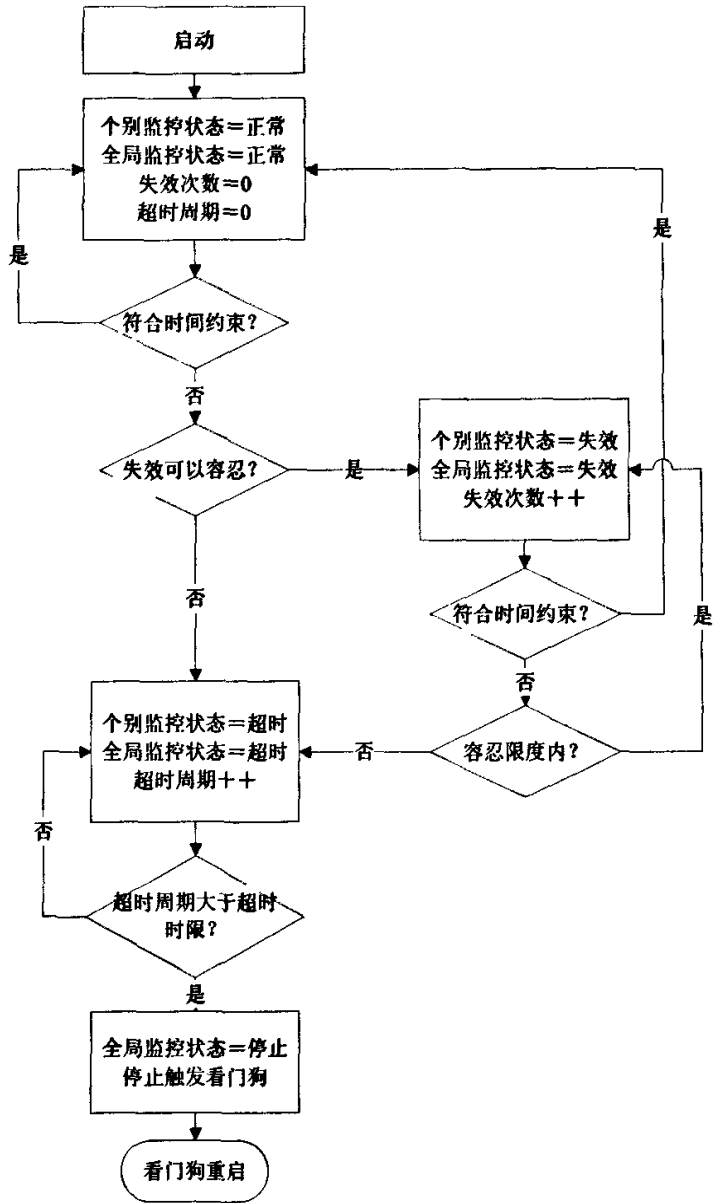 启动
个别监控状态=正常
全局监控状态=正常
失效次数=0
超时周期=0
是
是
符合时间约束?
否
失效可以容忍?
是
个别监控状态=失效
全局监控状态=失效
失效次数++
否
符合时间约束?
是
否
个别监控状态=超时
全局监控状态=超时
超时周期++
否
容忍限度内?
否
超时周期大于超时
时限?
是
全局监控状态=停止
停止触发看门狗
看门狗重启